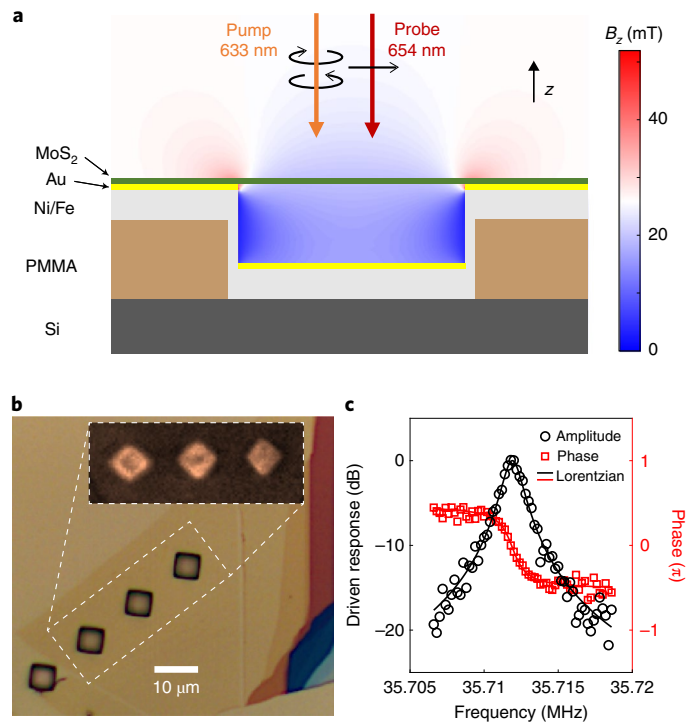 a
Pump
633 nm
Probe
654 nm
z
B_z (mT)
MoS₂
Au
Ni/Fe
PMMA
Si
40
20
0
b
10 μm
c
Amplitude
Phase
Lorentzian
Driven response (dB)
0
−10
−20
Phase (π)
1
0
−1
35.705
35.71
35.715
35.72
Frequency (MHz)